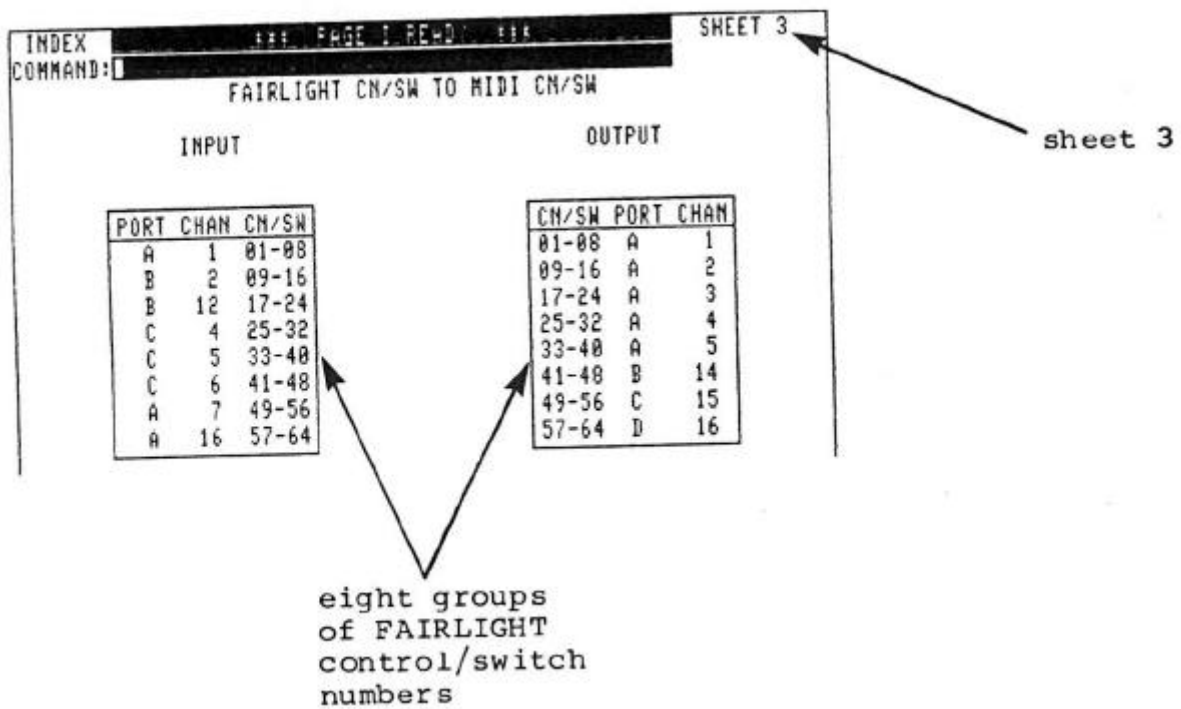 INDEX *** PAGE I READY *** SHEET 3
COMMAND:
FAIRLIGHT CN/SW TO MIDI CN/SW
INPUT OUTPUT
sheet 3
PORT CHAN CN/SW
A 1 01-08
B 2 09-16
B 12 17-24
C 4 25-32
C 5 33-40
C 6 41-48
A 7 49-56
A 16 57-64
CN/SW PORT CHAN
01-08 A 1
09-16 A 2
17-24 A 3
25-32 A 4
33-40 A 5
41-48 B 14
49-56 C 15
57-64 D 16
eight groups
of FAIRLIGHT
control/switch
numbers